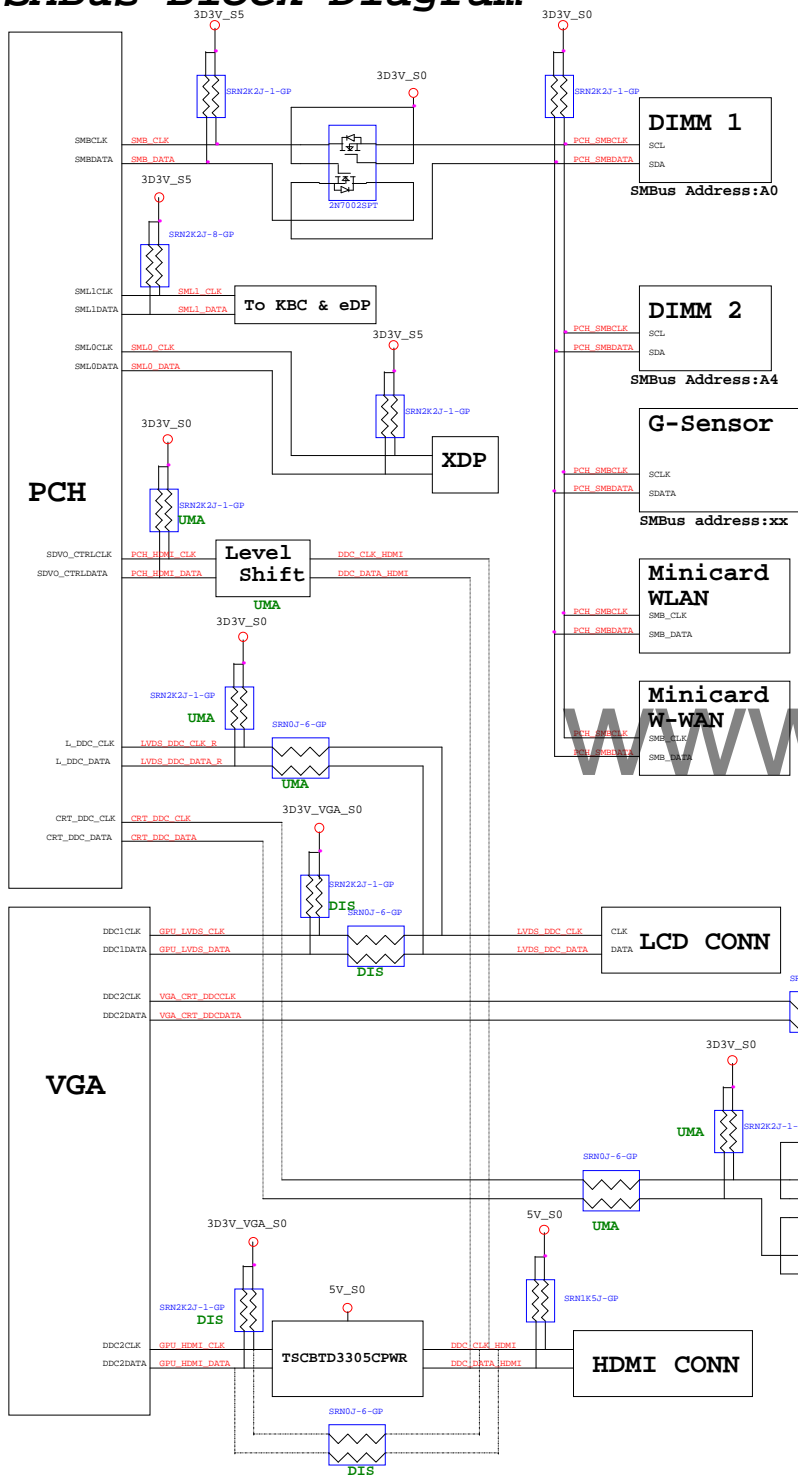 SMBus Block Diagram
3D3V_S5
3D3V_S0
SRN2K2J-1-GP
3D3V_S0
SRN2K2J-1-GP
DIMM 1
SMBCLK
SMB_CLK
PCH_SMBCLK
SCL
SMBDATA
SMB_DATA
PCH_SMBDATA
SDA
SMBus Address:A0
2N7002SPT
3D3V_S5
SRN2K2J-8-GP
SML1CLK
SML1_CLK
SML1DATA
SML1_DATA
To KBC & eDP
DIMM 2
PCH_SMBCLK
SCL
PCH_SMBDATA
SDA
SMBus Address:A4
3D3V_S5
SML0CLK
SML0_CLK
SML0DATA
SML0_DATA
SRN2K2J-1-GP
XDP
G-Sensor
PCH_SMBCLK
SCLK
PCH_SMBDATA
SDATA
SMBus address:xx
PCH
3D3V_S0
SRN2K2J-1-GP
UMA
SDVO_CTRLCLK
PCH_HDMI_CLK
SDVO_CTRLDATA
PCH_HDMI_DATA
Level
Shift
UMA
DDC_CLK_HDMI
DDC_DATA_HDMI
Minicard
WLAN
PCH_SMBCLK
SMB_CLK
PCH_SMBDATA
SMB_DATA
3D3V_S0
SRN2K2J-1-GP
UMA
SRN0J-6-GP
Minicard
W-WAN
PCH_SMBCLK
SMB_CLK
PCH_SMBDATA
SMB_DATA
www
L_DDC_CLK
LVDS_DDC_CLK_R
L_DDC_DATA
LVDS_DDC_DATA_R
UMA
CRT_DDC_CLK
CRT_DDC_CLK
CRT_DDC_DATA
CRT_DDC_DATA
3D3V_VGA_S0
SRN2K2J-1-GP
DIS
SRN0J-6-GP
DDC1CLK
GPU_LVDS_CLK
DDC1DATA
GPU_LVDS_DATA
DIS
LVDS_DDC_CLK
CLK
LVDS_DDC_DATA
DATA
LCD CONN
DDC2CLK
VGA_CRT_DDCCLK
DDC2DATA
VGA_CRT_DDCDATA
VGA
3D3V_S0
UMA
SRN2K2J-1-
SRN0J-6-GP
UMA
3D3V_VGA_S0
SRN2K2J-1-GP
DIS
5V_S0
5V_S0
SRN1K5J-GP
DDC2CLK
GPU_HDMI_CLK
DDC2DATA
GPU_HDMI_DATA
TSCBTD3305CPWR
DDC_CLK_HDMI
DDC_DATA_HDMI
HDMI CONN
SRN0J-6-GP
DIS